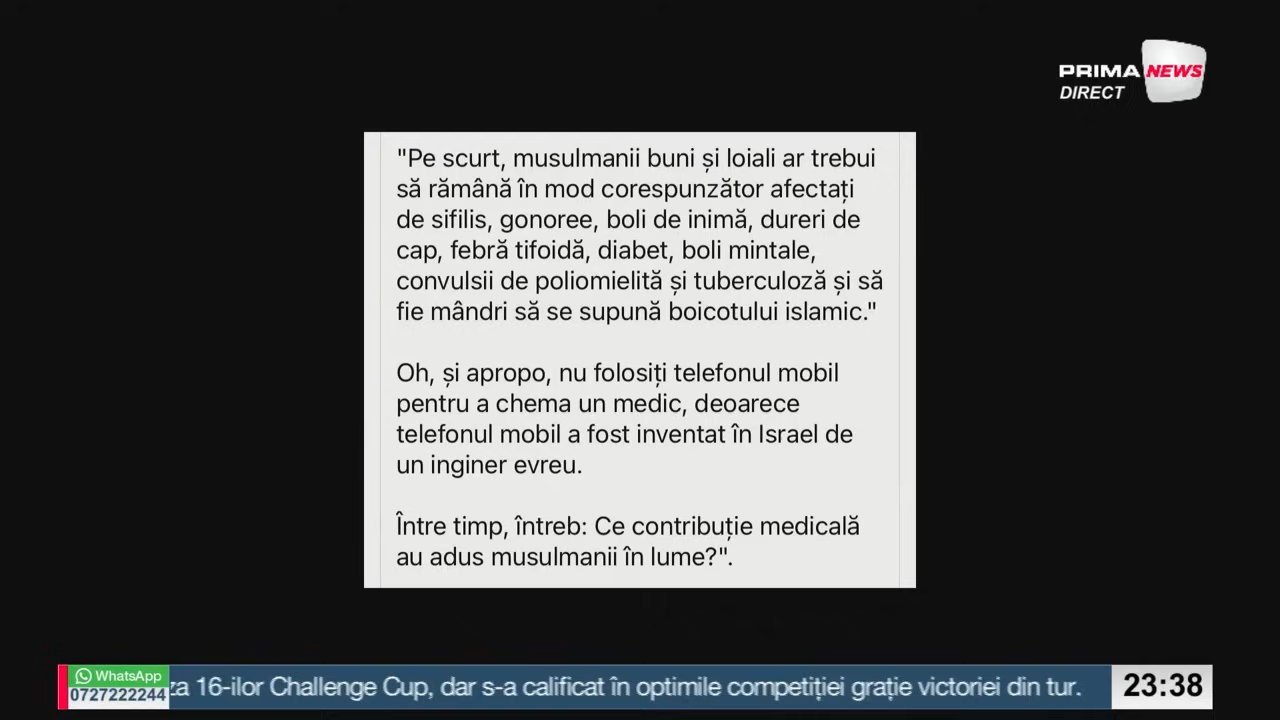 PRIMA NEWS
DIRECT
"Pe scurt, musulmanii buni și loiali ar trebui
să rămână în mod corespunzător afectați
de sifilis, gonoree, boli de inimă, dureri de
cap, febră tifoidă, diabet, boli mintale,
convulsii de poliomielită și tuberculoză și să
fie mândri să se supună boicotului islamic."
Oh, și apropo, nu folosiți telefonul mobil
pentru a chema un medic, deoarece
telefonul mobil a fost inventat în Israel de
un inginer evreu.
Între timp, întreb: Ce contribuție medicală
au adus musulmanii în lume?".
WhatsApp
0727222244
za 16-ilor Challenge Cup, dar s-a calificat în optimile competiției grație victoriei din tur.
23:38